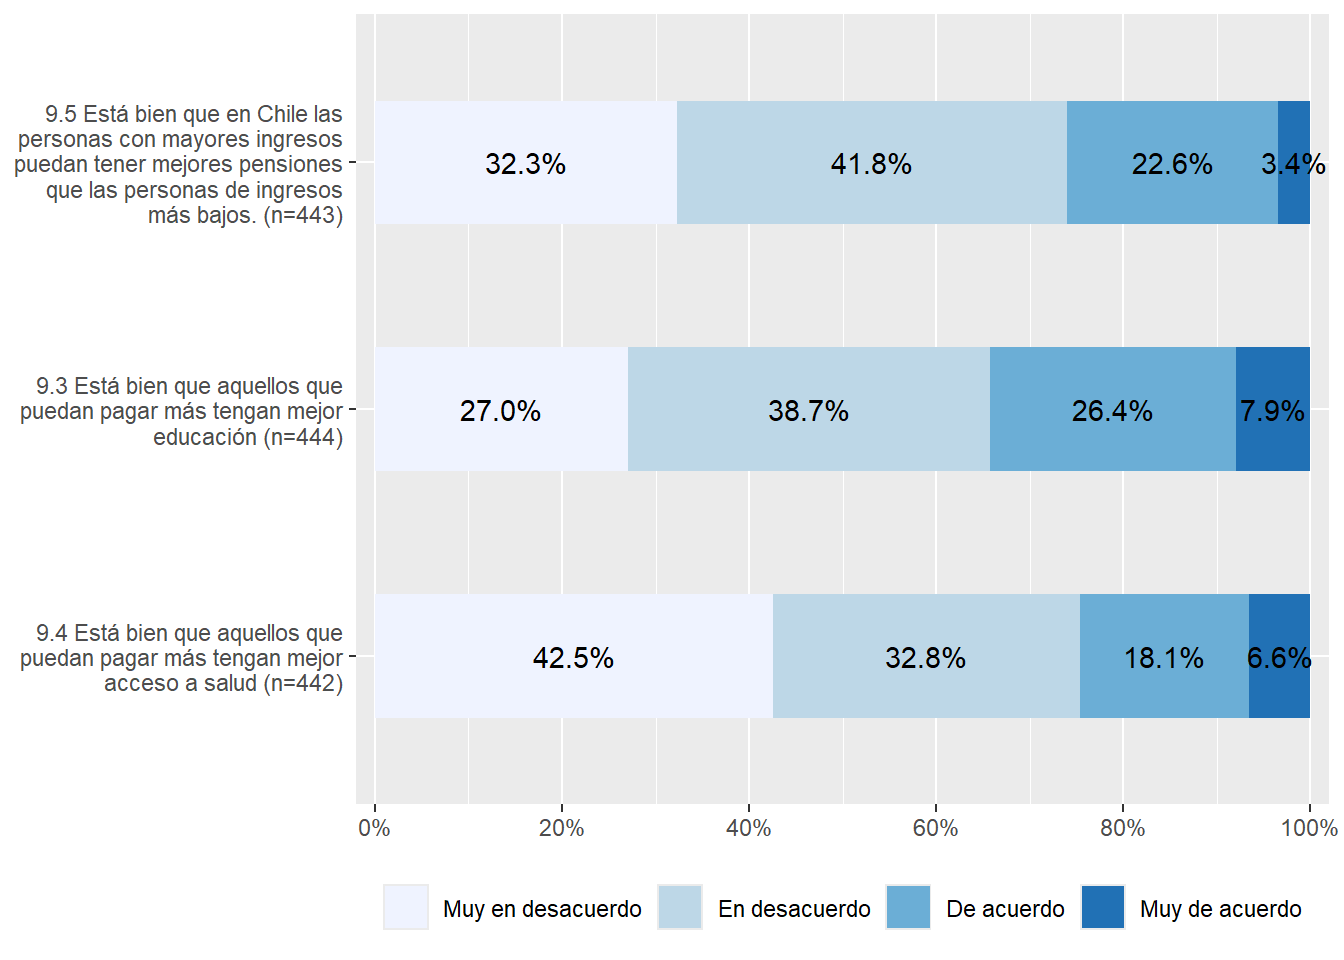 9.5 Está bien que en Chile las
personas con mayores ingresos
puedan tener mejores pensiones
que las personas de ingresos
más bajos. (n=443)
32.3% 41.8% 22.6% 3.4%
9.3 Está bien que aquellos que
puedan pagar más tengan mejor
educación (n=444)
27.0% 38.7% 26.4% 7.9%
9.4 Está bien que aquellos que
puedan pagar más tengan mejor
acceso a salud (n=442)
42.5% 32.8% 18.1% 6.6%
0% 20% 40% 60% 80% 100%
Muy en desacuerdo En desacuerdo De acuerdo Muy de acuerdo